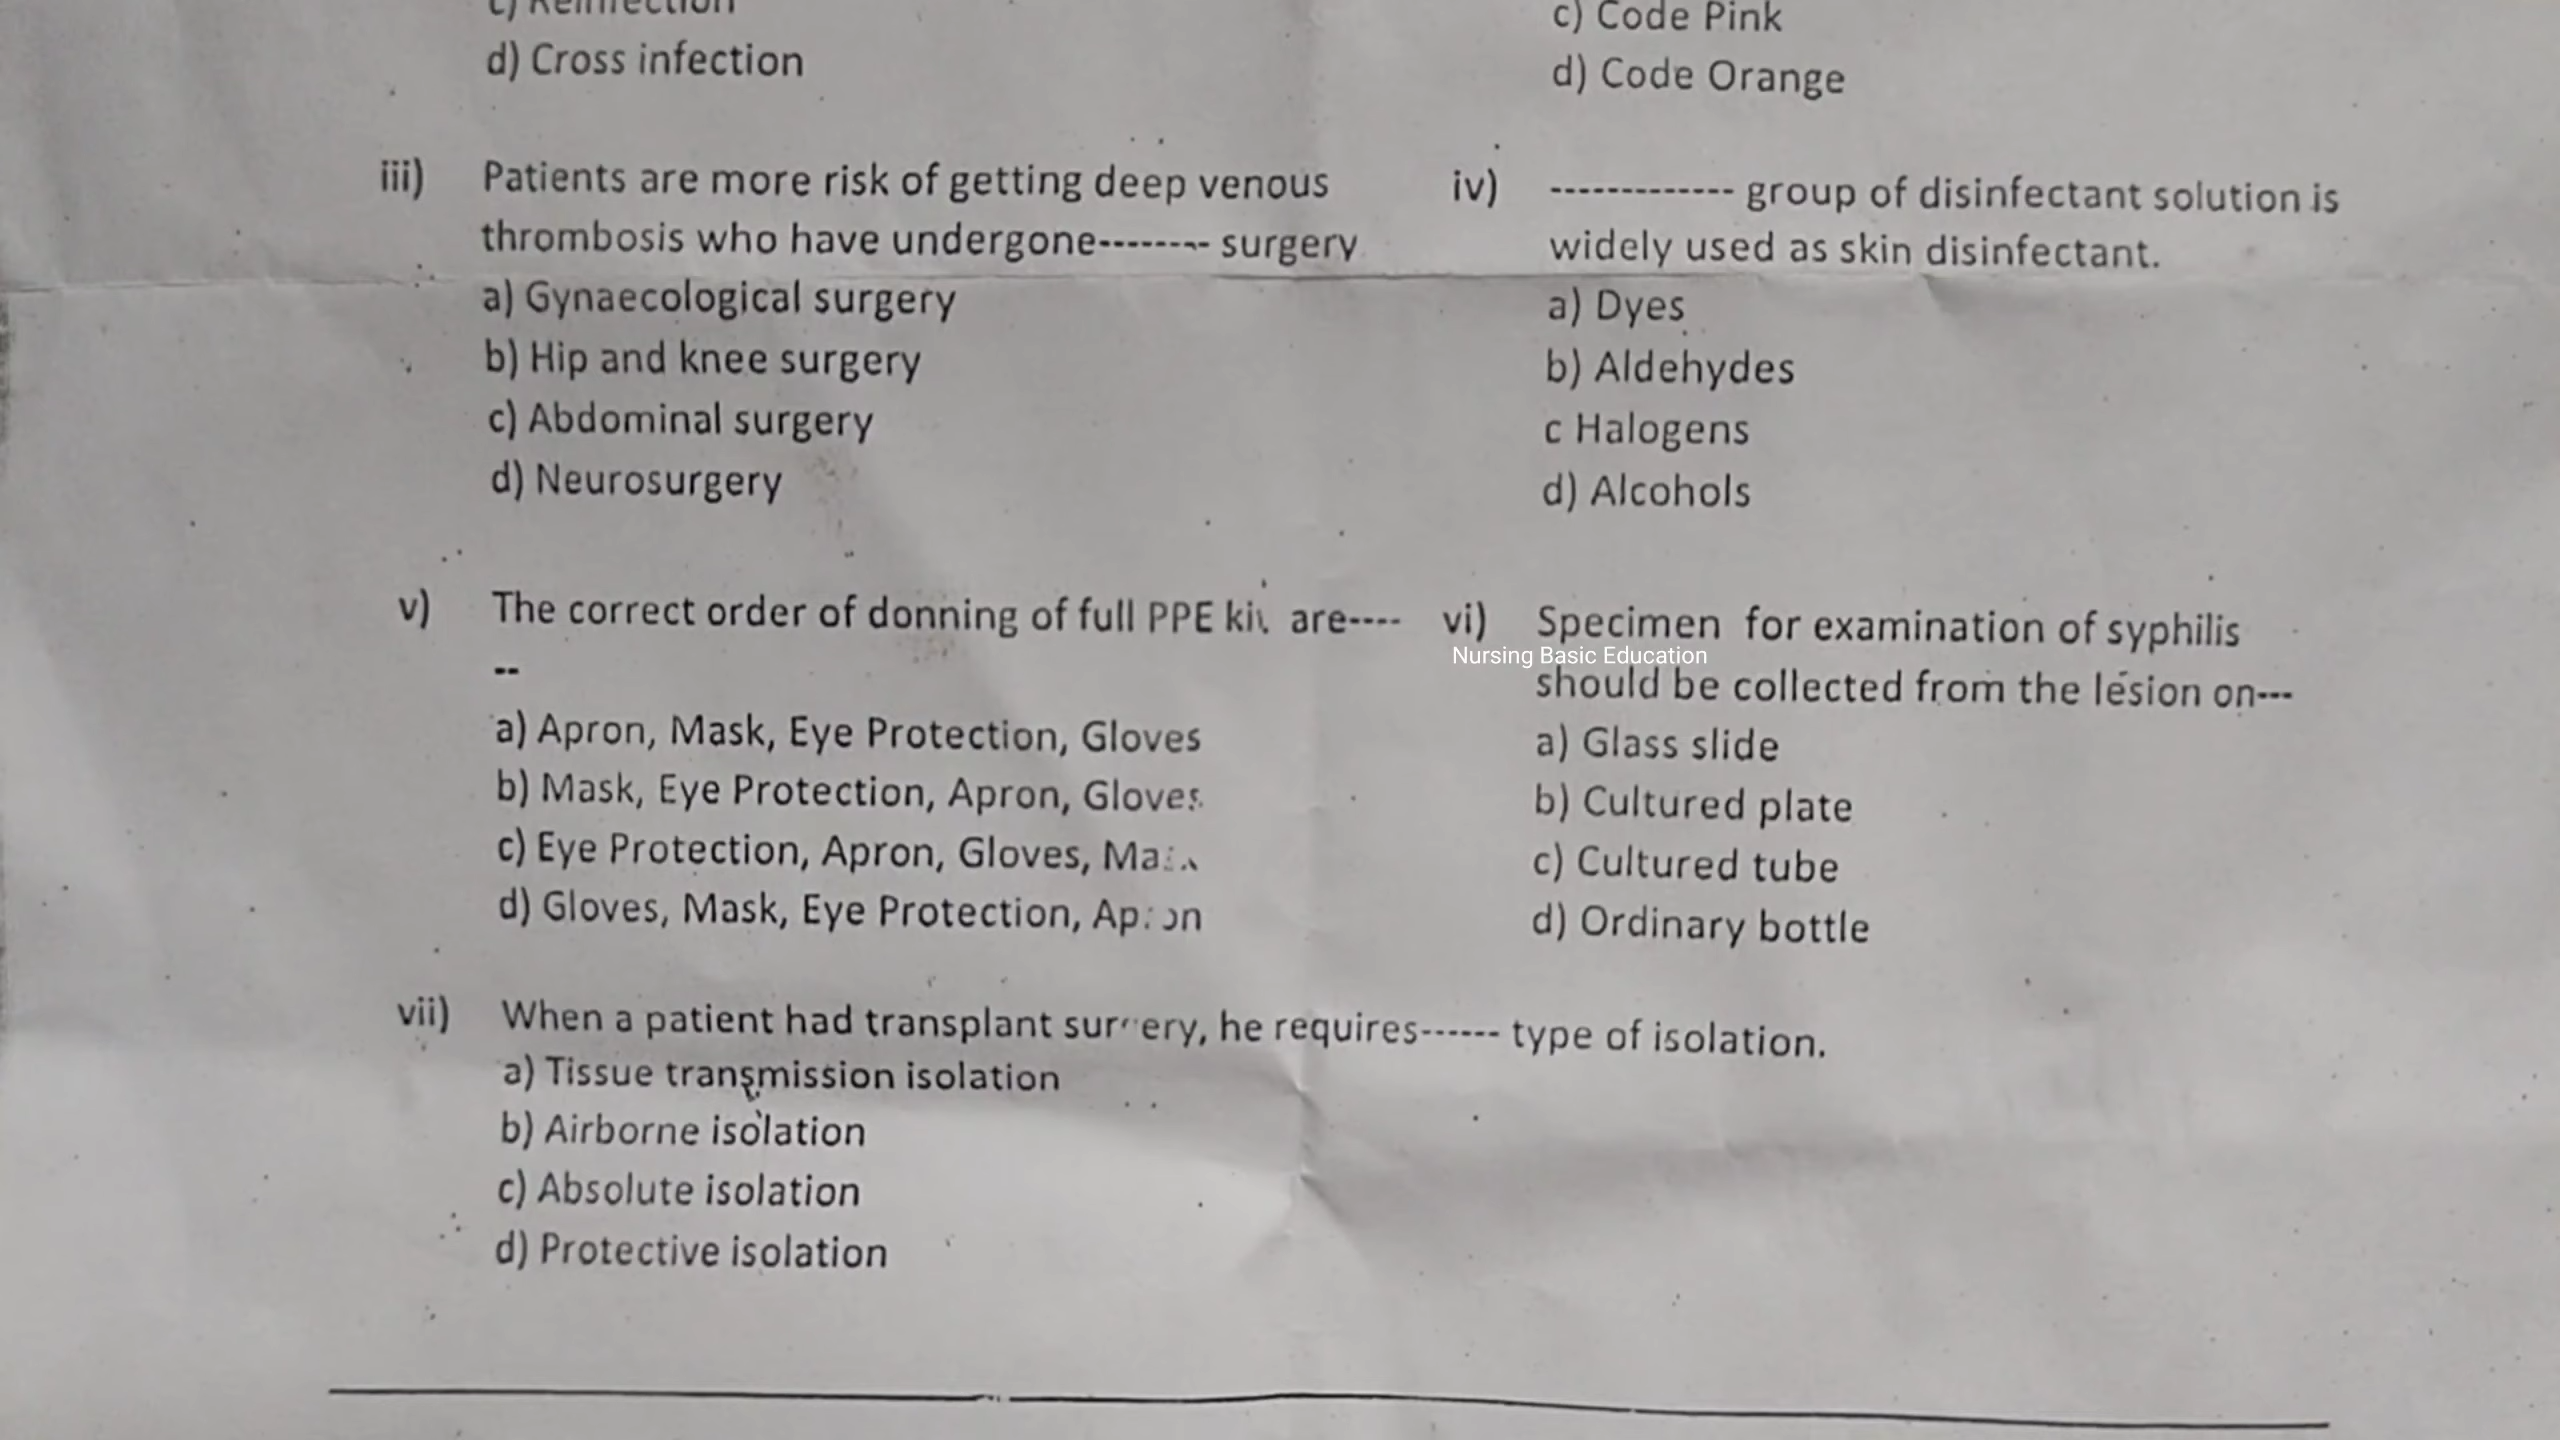 d) Cross infection
c) Code Pink
d) Code Orange
iii) Patients are more risk of getting deep venous
thrombosis who have undergone-------- surgery
a) Gynaecological surgery
b) Hip and knee surgery
c) Abdominal surgery
d) Neurosurgery
iv) ------------- group of disinfectant solution is
widely used as skin disinfectant.
a) Dyes
b) Aldehydes
c Halogens
d) Alcohols
v) The correct order of donning of full PPE are----
--
a) Apron, Mask, Eye Protection, Gloves
b) Mask, Eye Protection, Apron, Gloves
c) Eye Protection, Apron, Gloves,
d) Gloves, Mask, Eye Protection,
vi) Specimen for examination of syphilis
Nursing Basic Education
should be collected from the lesion on---
a) Glass slide
b) Cultured plate
c) Cultured tube
d) Ordinary bottle
vii) When a patient had transplant surgery, he requires------ type of isolation.
a) Tissue transmission isolation
b) Airborne isolation
c) Absolute isolation
d) Protective isolation